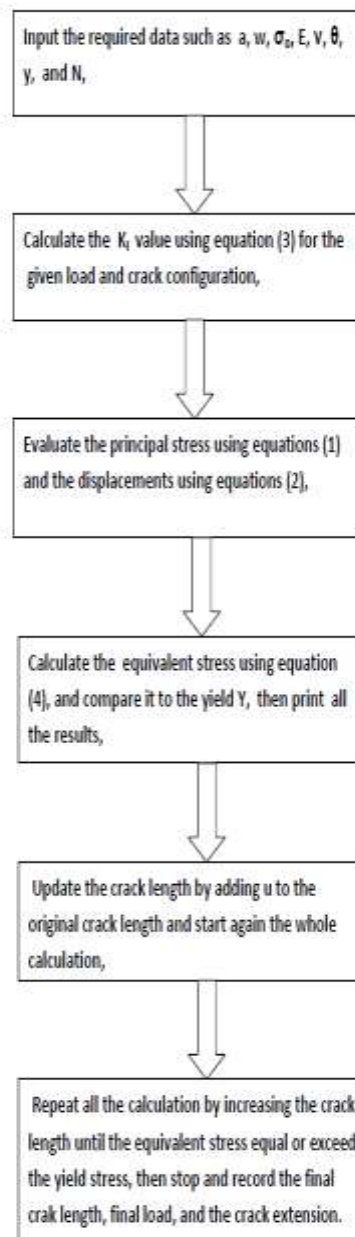 Input the required data such as a, w, σ₀, E, v, θ,
y, and N,
Calculate the K₁ value using equation (3) for the
given load and crack configuration,
Evaluate the principal stress using equations (1)
and the displacements using equations (2),
Calculate the equivalent stress using equation
(4), and compare it to the yield Y, then print all
the results,
Update the crack length by adding u to the
original crack length and start again the whole
calculation,
Repeat all the calculation by increasing the crack
length until the equivalent stress equal or exceed
the yield stress, then stop and record the final
crak length, final load, and the crack extension.